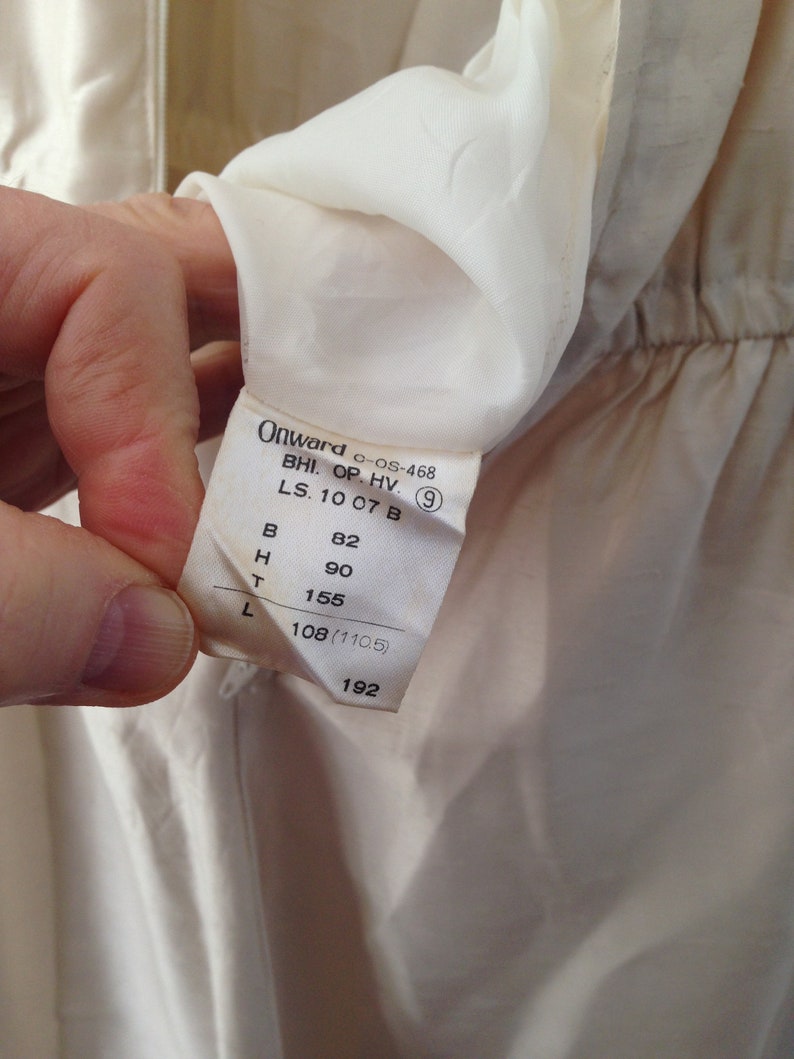 Onward C-OS-468
BHI. OP. HV. ⑨
LS. 10 07 B
B 82
H 90
T 155
L 108 (110.5)
192